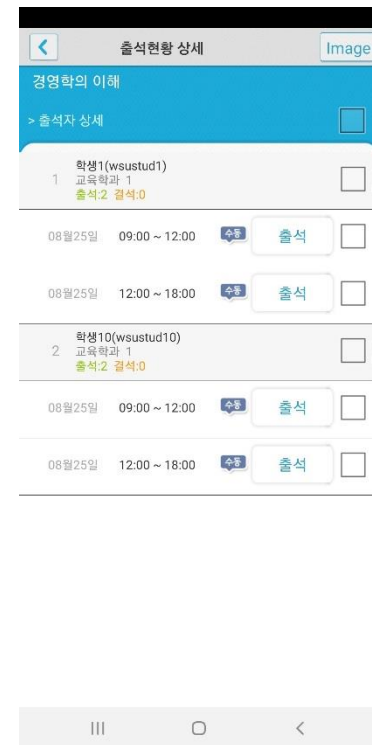 출석현황 상세
Image
경영학의 이해
> 출석자 상세
학생1(wsustud1)
1 교육학과 1
출석:2 결석:0
08월25일 09:00 ~ 12:00 수동 출석
08월25일 12:00 ~ 18:00 수동 출석
학생10(wsustud10)
2 교육학과 1
출석:2 결석:0
08월25일 09:00 ~ 12:00 수동 출석
08월25일 12:00 ~ 18:00 수동 출석